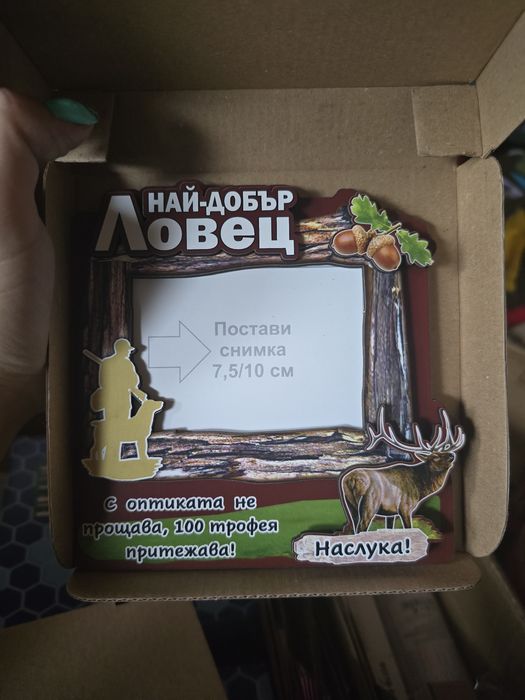 НАЙ-ДОБЪР
Ловец
Постави
снимка
7,5/10 см
С оптиката не
прощава, 100 трофея
притежава!
Наслука!